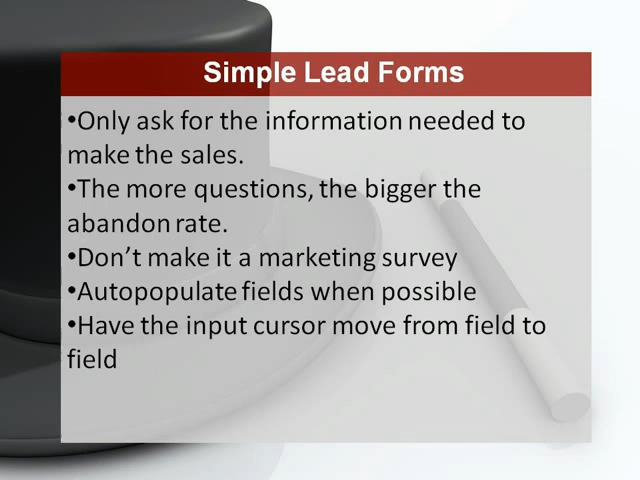 Simple Lead Forms
•Only ask for the information needed to
make the sales.
•The more questions, the bigger the
abandon rate.
•Don’t make it a marketing survey
•Autopopulate fields when possible
•Have the input cursor move from field to
field